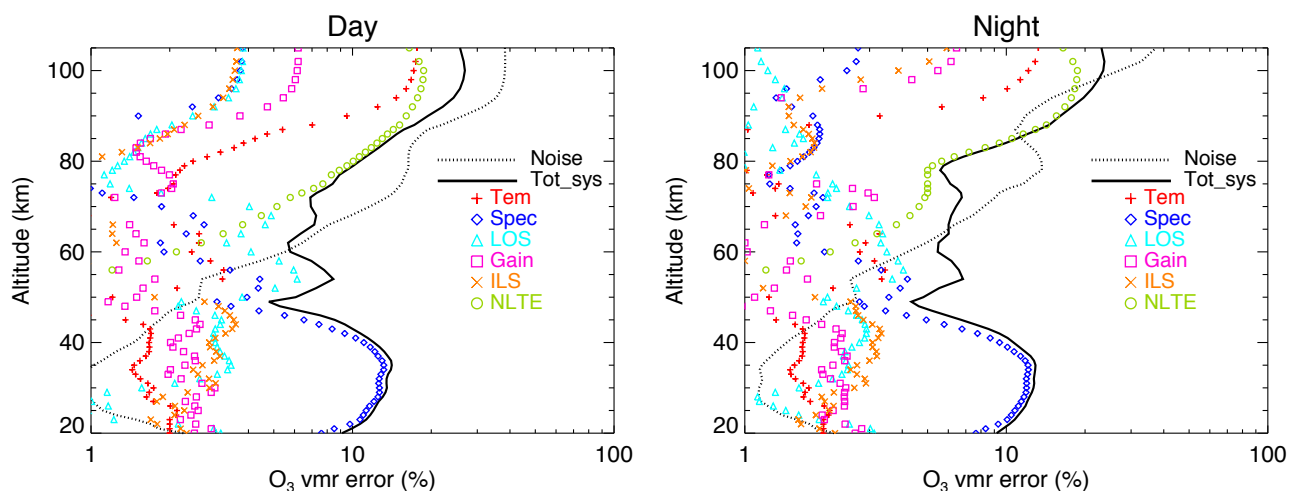 Day
Altitude (km)
100
80
60
40
20
Noise
Tot_sys
Tem
Spec
LOS
Gain
ILS
NLTE
1
10
100
O₃ vmr error (%)
Night
Altitude (km)
100
80
60
40
20
Noise
Tot_sys
Tem
Spec
LOS
Gain
ILS
NLTE
1
10
100
O₃ vmr error (%)